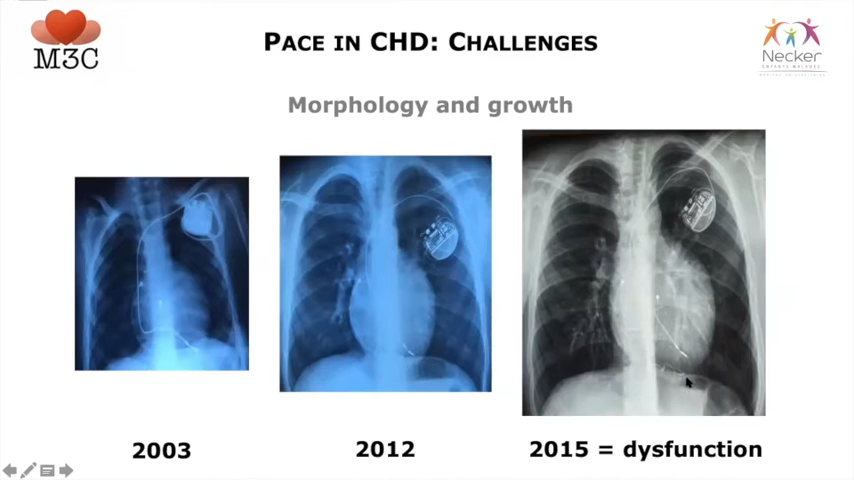 M3C
PACE IN CHD: CHALLENGES
Necker
ENFANTS MALADES
Morphology and growth
2003
2012
2015 = dysfunction